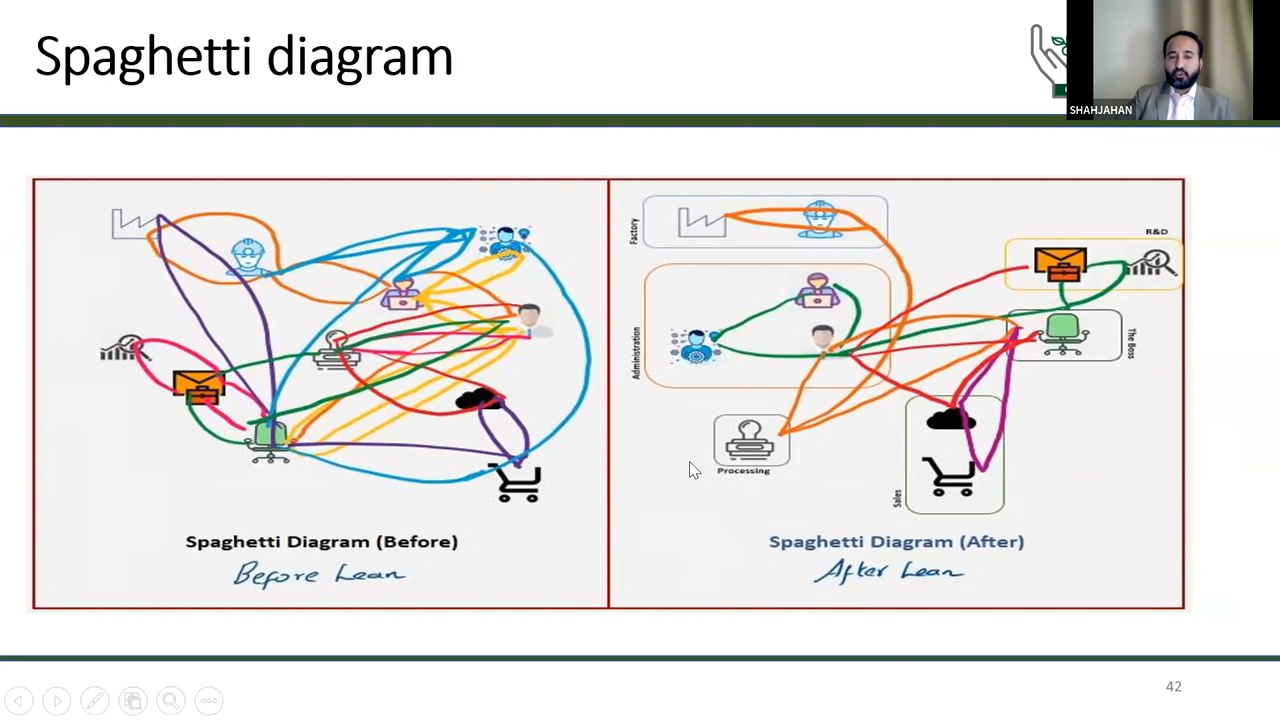 Spaghetti diagram
SHAHJAHAN
Spaghetti Diagram (Before)
Before Lean
Factory
Administration
Processing
Sales
R&D
The Boss
Spaghetti Diagram (After)
After Lean
42